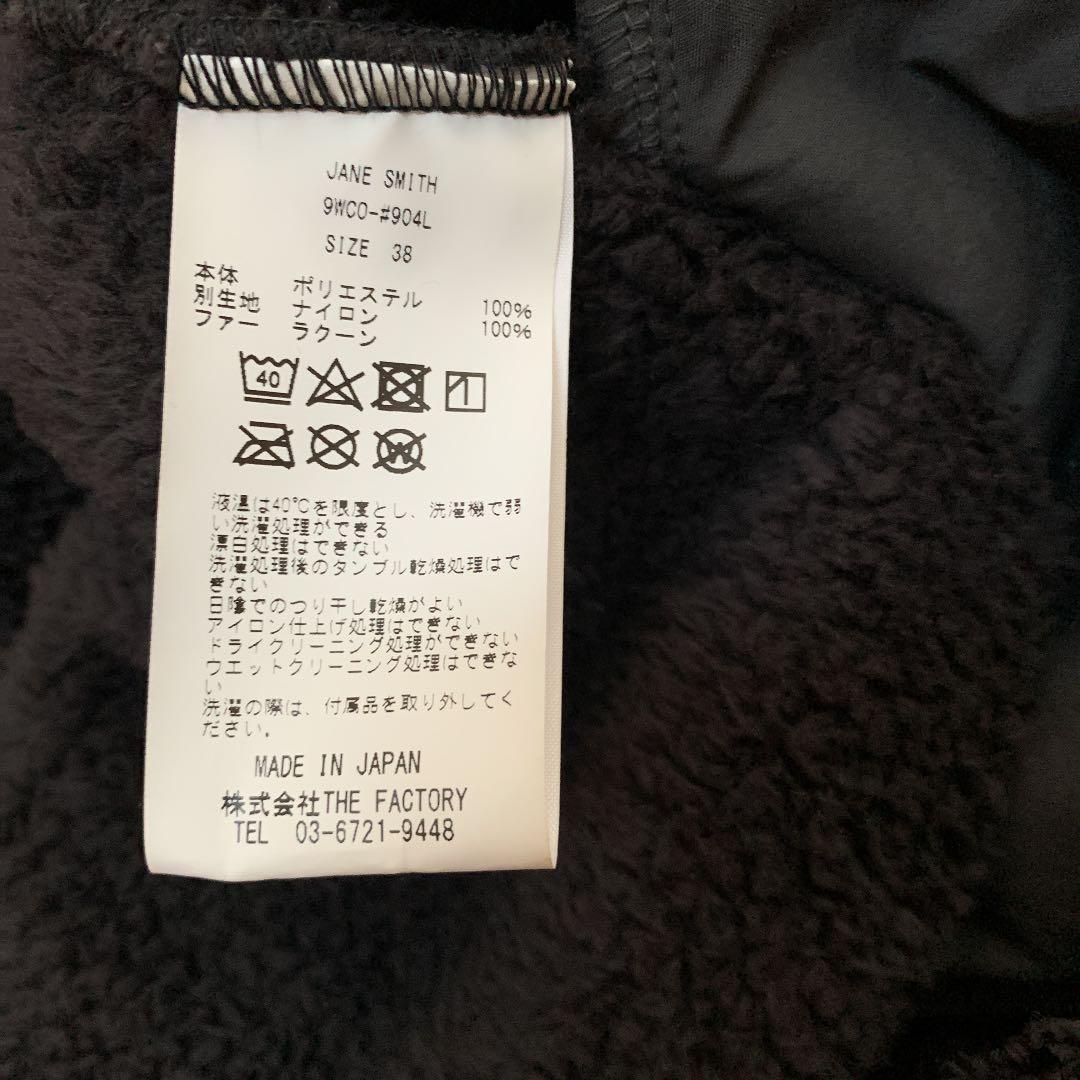 JANE SMITH
9WCO-#904L
SIZE 38
本体 ポリエステル 100%
別生地 ナイロン 100%
ファー ラクーン
40
W
液温は40℃を限度とし、洗濯機で弱
い洗濯処理ができる
漂白処理はできない
洗濯処理後のタンブル乾燥処理はで
きない
日陰でのつり干し乾燥がよい
アイロン仕上げ処理はできない
ドライクリーニング処理ができない
ウエットクリーニング処理はできな
い
洗濯の際は、付属品を取り外してく
ださい。
MADE IN JAPAN
株式会社THE FACTORY
TEL 03-6721-9448